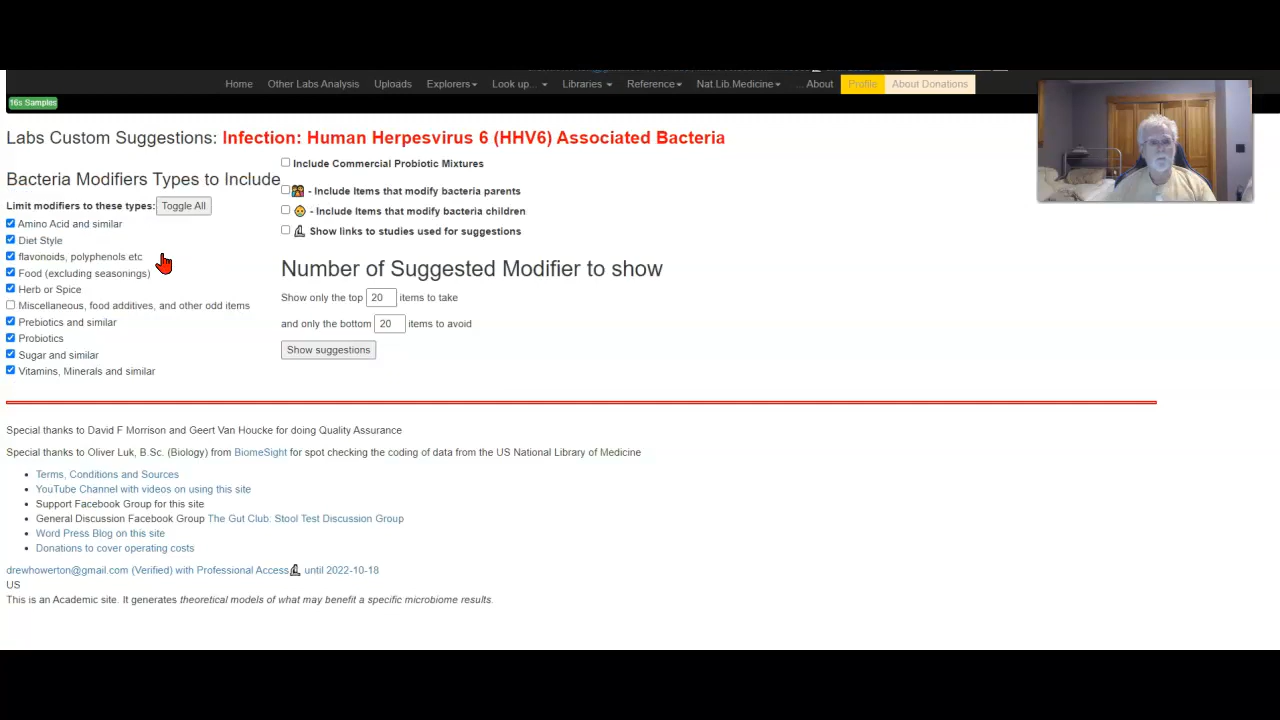 Home Other Labs Analysis Uploads Explorers Look up... Libraries Reference Nat.Lib.Medicine About Profile About Donations
16s Samples
Labs Custom Suggestions: Infection: Human Herpesvirus 6 (HHV6) Associated Bacteria
Bacteria Modifiers Types to Include
Limit modifiers to these types: Toggle All
Amino Acid and similar
Diet Style
flavonoids, polyphenols etc
Food (excluding seasonings)
Herb or Spice
Miscellaneous, food additives, and other odd items
Prebiotics and similar
Probiotics
Sugar and similar
Vitamins, Minerals and similar
Include Commercial Probiotic Mixtures
- Include Items that modify bacteria parents
- Include Items that modify bacteria children
Show links to studies used for suggestions
Number of Suggested Modifier to show
Show only the top 20 items to take
and only the bottom 20 items to avoid
Show suggestions
Special thanks to David F Morrison and Geert Van Houcke for doing Quality Assurance
Special thanks to Oliver Luk, B.Sc. (Biology) from BiomeSight for spot checking the coding of data from the US National Library of Medicine
Terms, Conditions and Sources
YouTube Channel with videos on using this site
Support Facebook Group for this site
General Discussion Facebook Group The Gut Club. Stool Test Discussion Group
Word Press Blog on this site
Donations to cover operating costs
drewhowerton@gmail.com (Verified) with Professional Access until 2022-10-18
US
This is an Academic site. It generates theoretical models of what may benefit a specific microbiome results.